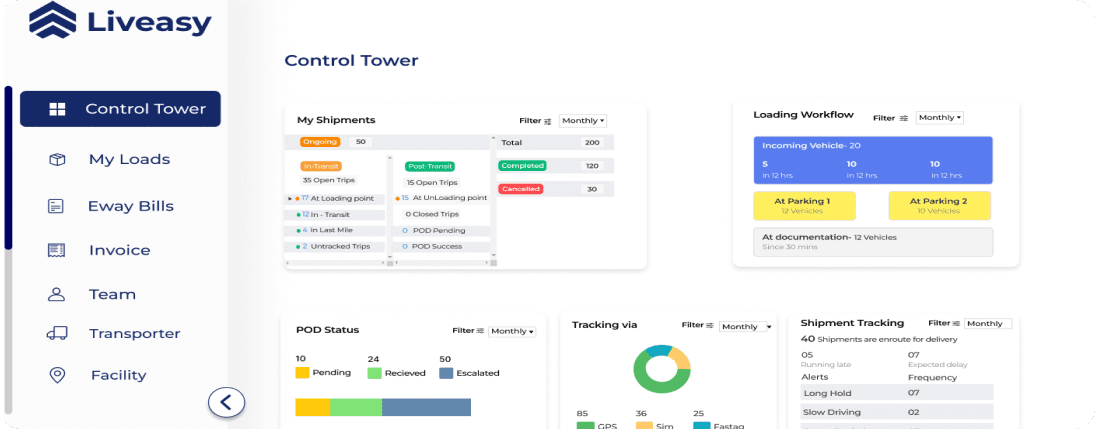 Liveasy
Control Tower
My Loads
Eway Bills
Invoice
Team
Transporter
Facility
Control Tower
My Shipments
Filter
Monthly
Ongoing 50
Total 200
In-Transit
35 Open Trips
17 At Loading point
12 In - Transit
4 In Last Mile
2 Untracked Trips
Post-Transit
15 Open Trips
15 At UnLoading point
0 Closed Trips
0 POD Pending
0 POD Success
Completed 120
Cancelled 30
Loading Workflow
Filter
Monthly
Incoming Vehicle- 20
5 10 10
In 12 hrs In 12 hrs In 12 hrs
At Parking 1
12 Vehicles
At Parking 2
10 Vehicles
At documentation- 12 Vehicles
Since 30 mins
POD Status
Filter
Monthly
10 24 50
Pending Recieved Escalated
Tracking via
Filter
Monthly
85 36 25
GPS Sim Fastag
Shipment Tracking
Filter
Monthly
40 Shipments are enroute for delivery
05 07
Running late Expected delay
Alerts Frequency
Long Hold 07
Slow Driving 02